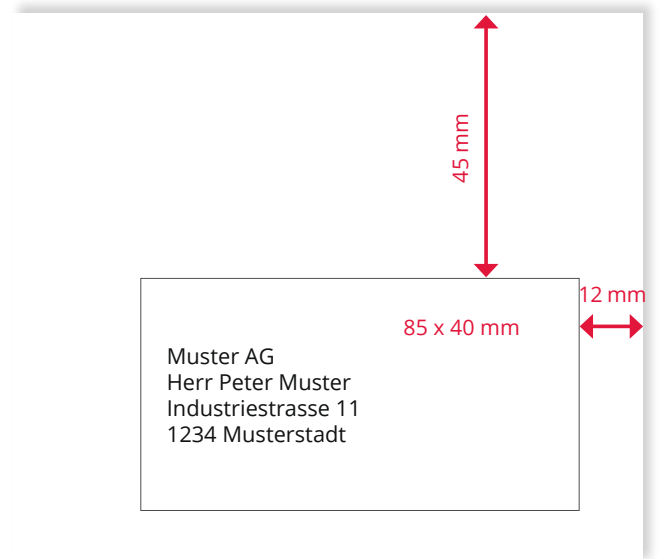 45 mm
12 mm
85 x 40 mm
Muster AG
Herr Peter Muster
Industriestrasse 11
1234 Musterstadt